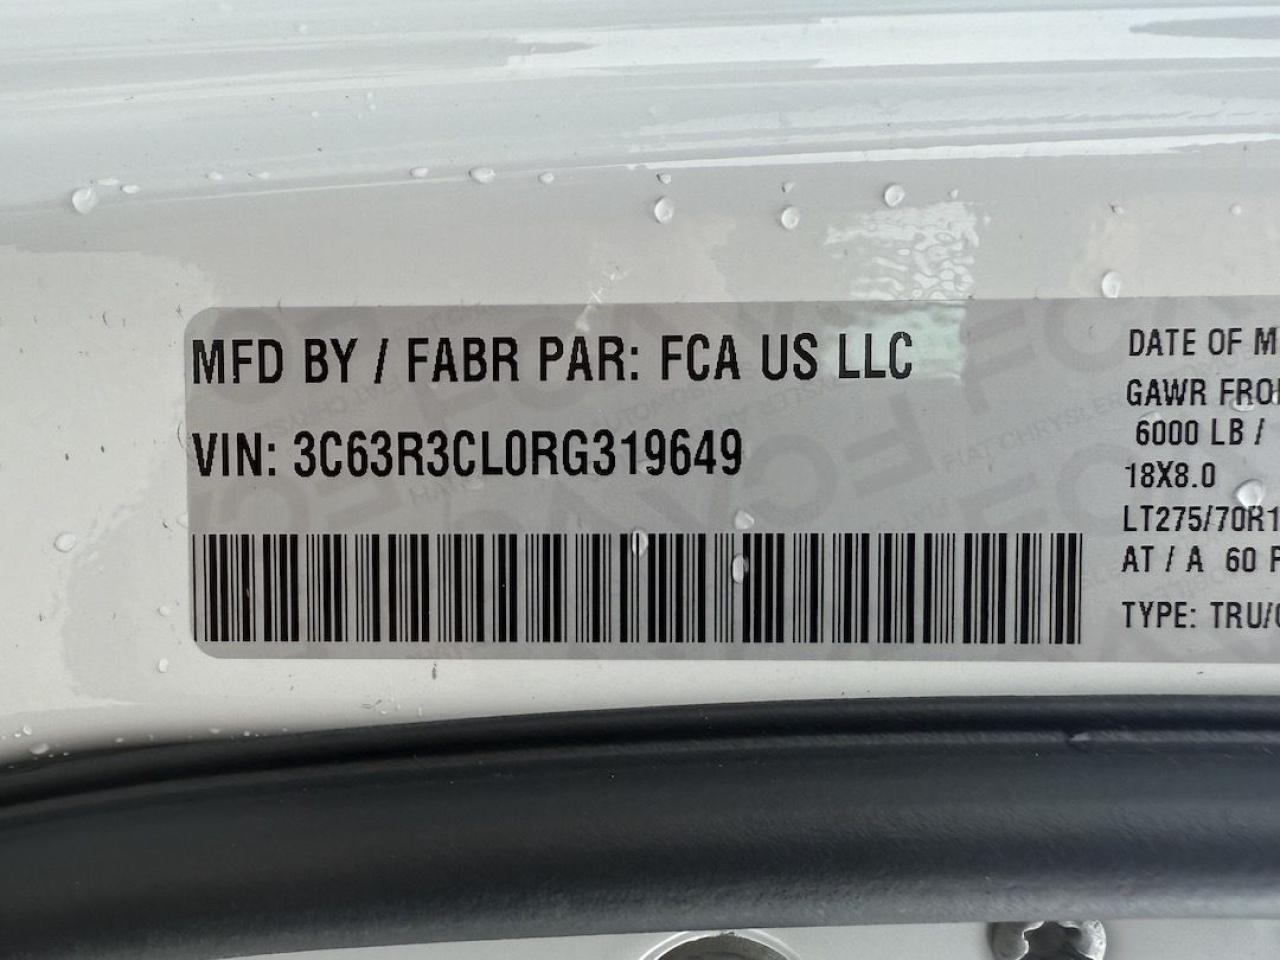 MFD BY / FABR PAR: FCA US LLC
VIN: 3C63R3CL0RG319649
DATE OF M
GAWR FRO
6000 LB /
18X8.0
LT275/70R1
AT / A 60 P
TYPE: TRU/